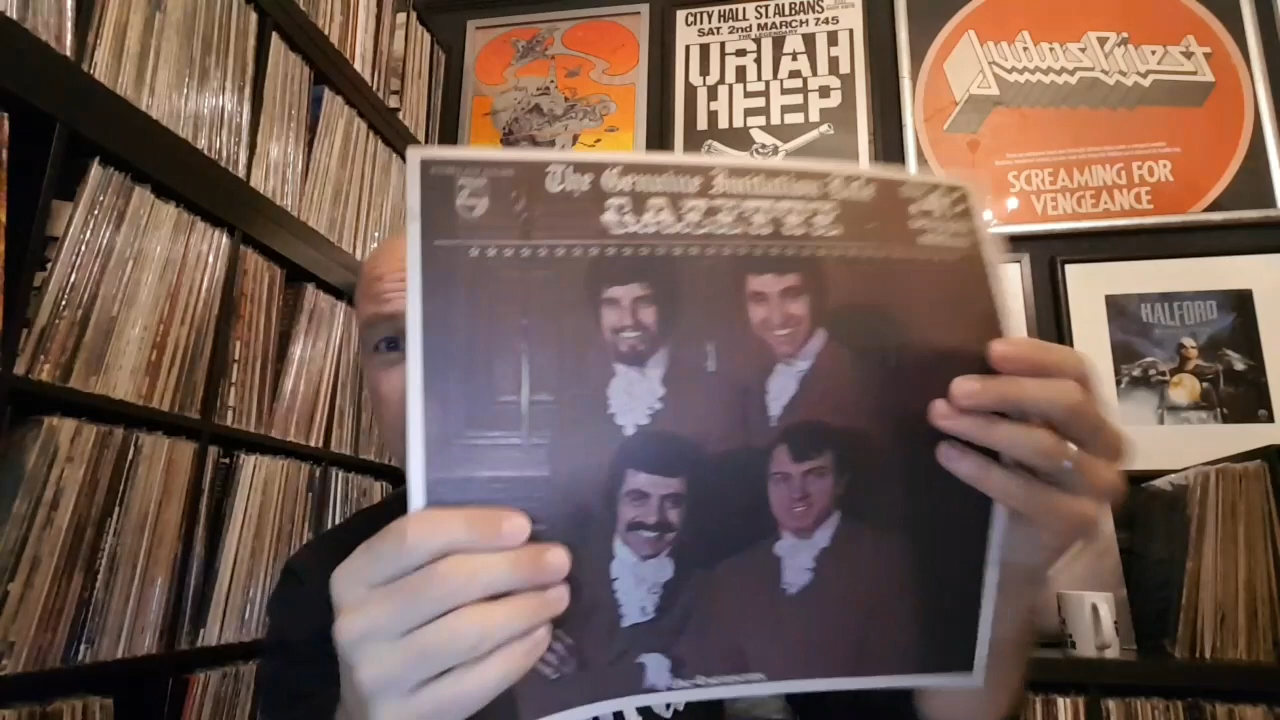 CITY HALL ST. ALBANS
SAT. 2nd MARCH 7.45
THE LEGENDARY
URIAH
HEEP
Judas Priest
SCREAMING FOR
VENGEANCE
The Genuine Imitation Life
GAZETTE
HALFORD